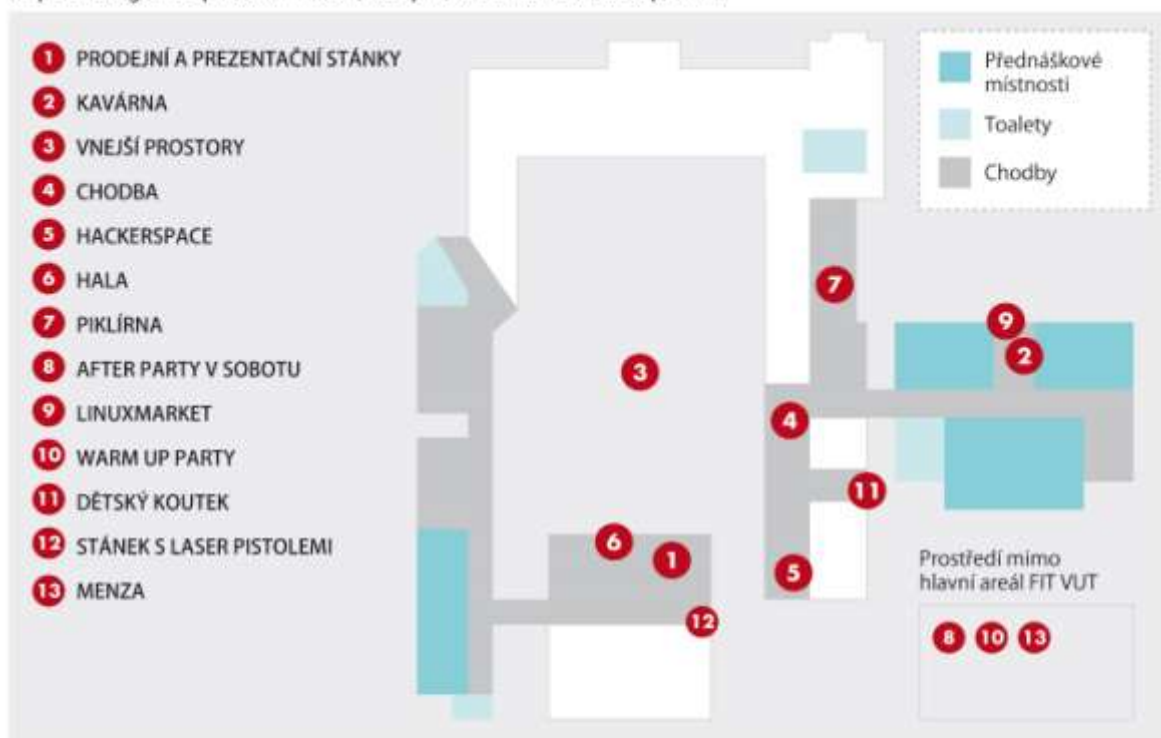 1 PRODEJNÍ A PREZENTAČNÍ STÁNKY
2 KAVÁRNA
3 VNEJŠÍ PROSTORY
4 CHODBA
5 HACKERSPACE
6 HALA
7 PIKLÍRNA
8 AFTER PARTY V SOBOTU
9 LINUXMARKET
10 WARM UP PARTY
11 DĚTSKÝ KOUTEK
12 STÁNEK S LASER PISTOLEMI
13 MENZA
Přednáškové
místnosti
Toalety
Chodby
7
9
2
3
4
11
6
1
5
12
Prostředí mimo
hlavní areál FIT VUT
8 10 13